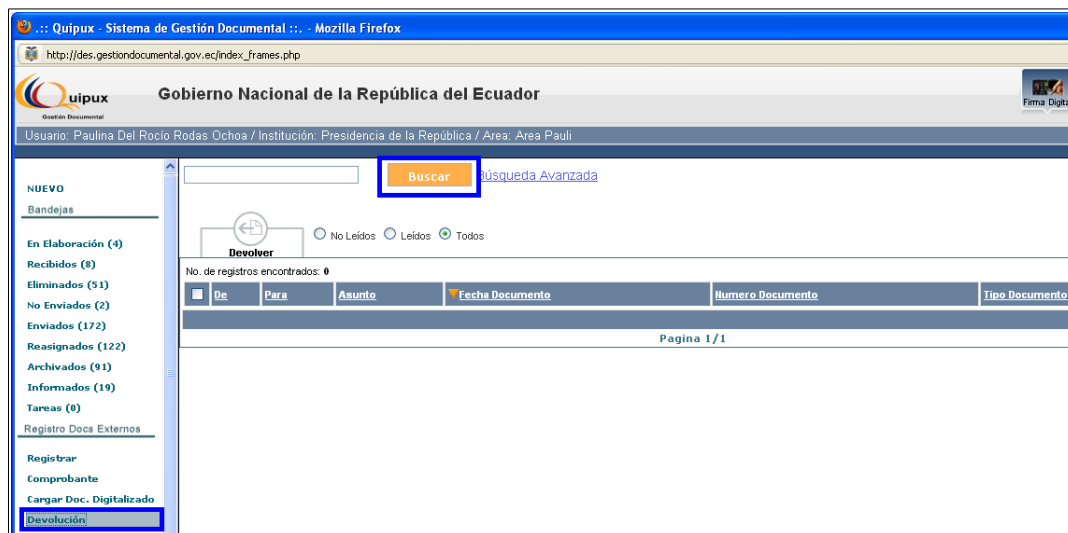 .:: Quipux - Sistema de Gestión Documental ::. - Mozilla Firefox
http://des.gestiondocumental.gov.ec/index_frames.php
Quipux
Gestión Documental
Gobierno Nacional de la República del Ecuador
Firma Digita
Usuario: Paulina Del Rocío Rodas Ochoa / Institución: Presidencia de la República / Area: Area Pauli
Buscar
Búsqueda Avanzada
NUEVO
Bandejas
En Elaboración (4)
Recibidos (8)
Eliminados (51)
No Enviados (2)
Enviados (172)
Reasignados (122)
Archivados (91)
Informados (19)
Tareas (0)
Registro Docs Externos
Registrar
Comprobante
Cargar Doc. Digitalizado
Devolución
Devolver
No Leídos Leídos Todos
No. de registros encontrados: 0
De Para Asunto Fecha Documento Numero Documento Tipo Documento
Pagina 1/1